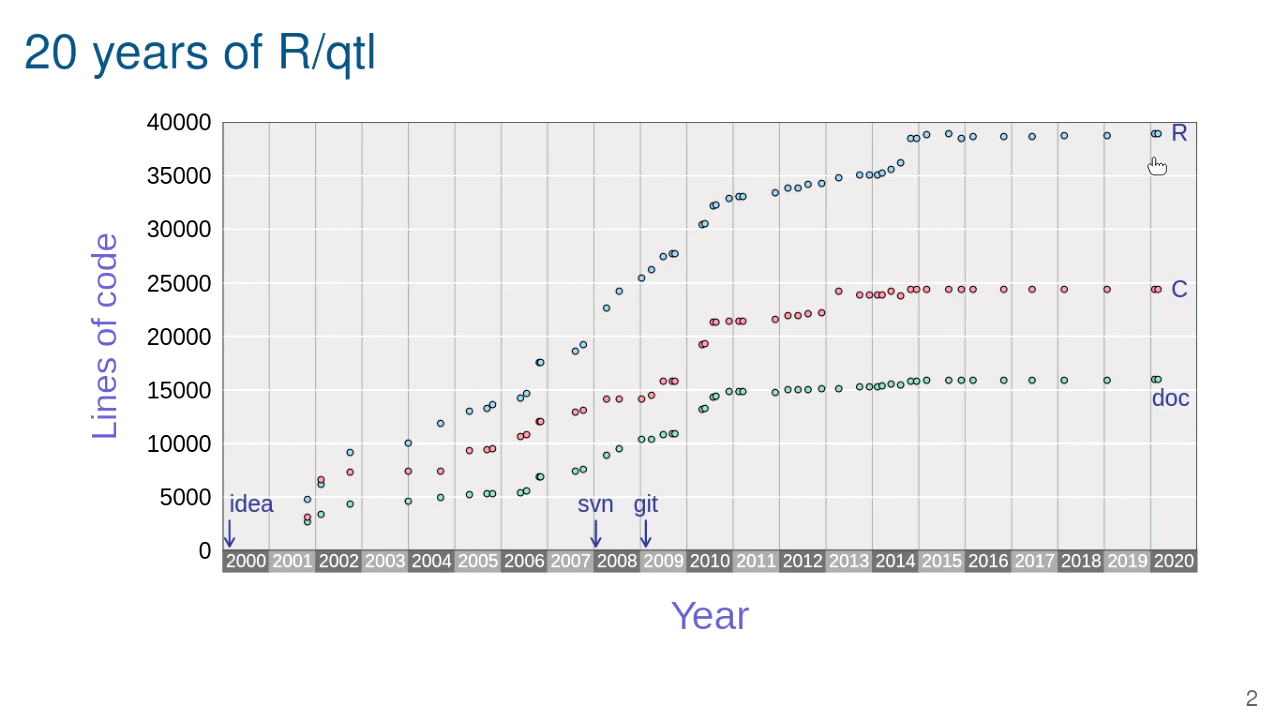 20 years of R/qtl
40000
R
35000
30000
25000
C
20000
15000
doc
10000
5000
idea
svn
git
0
2000 2001 2002 2003 2004 2005 2006 2007 2008 2009 2010 2011 2012 2013 2014 2015 2016 2017 2018 2019 2020
Lines of code
Year
2